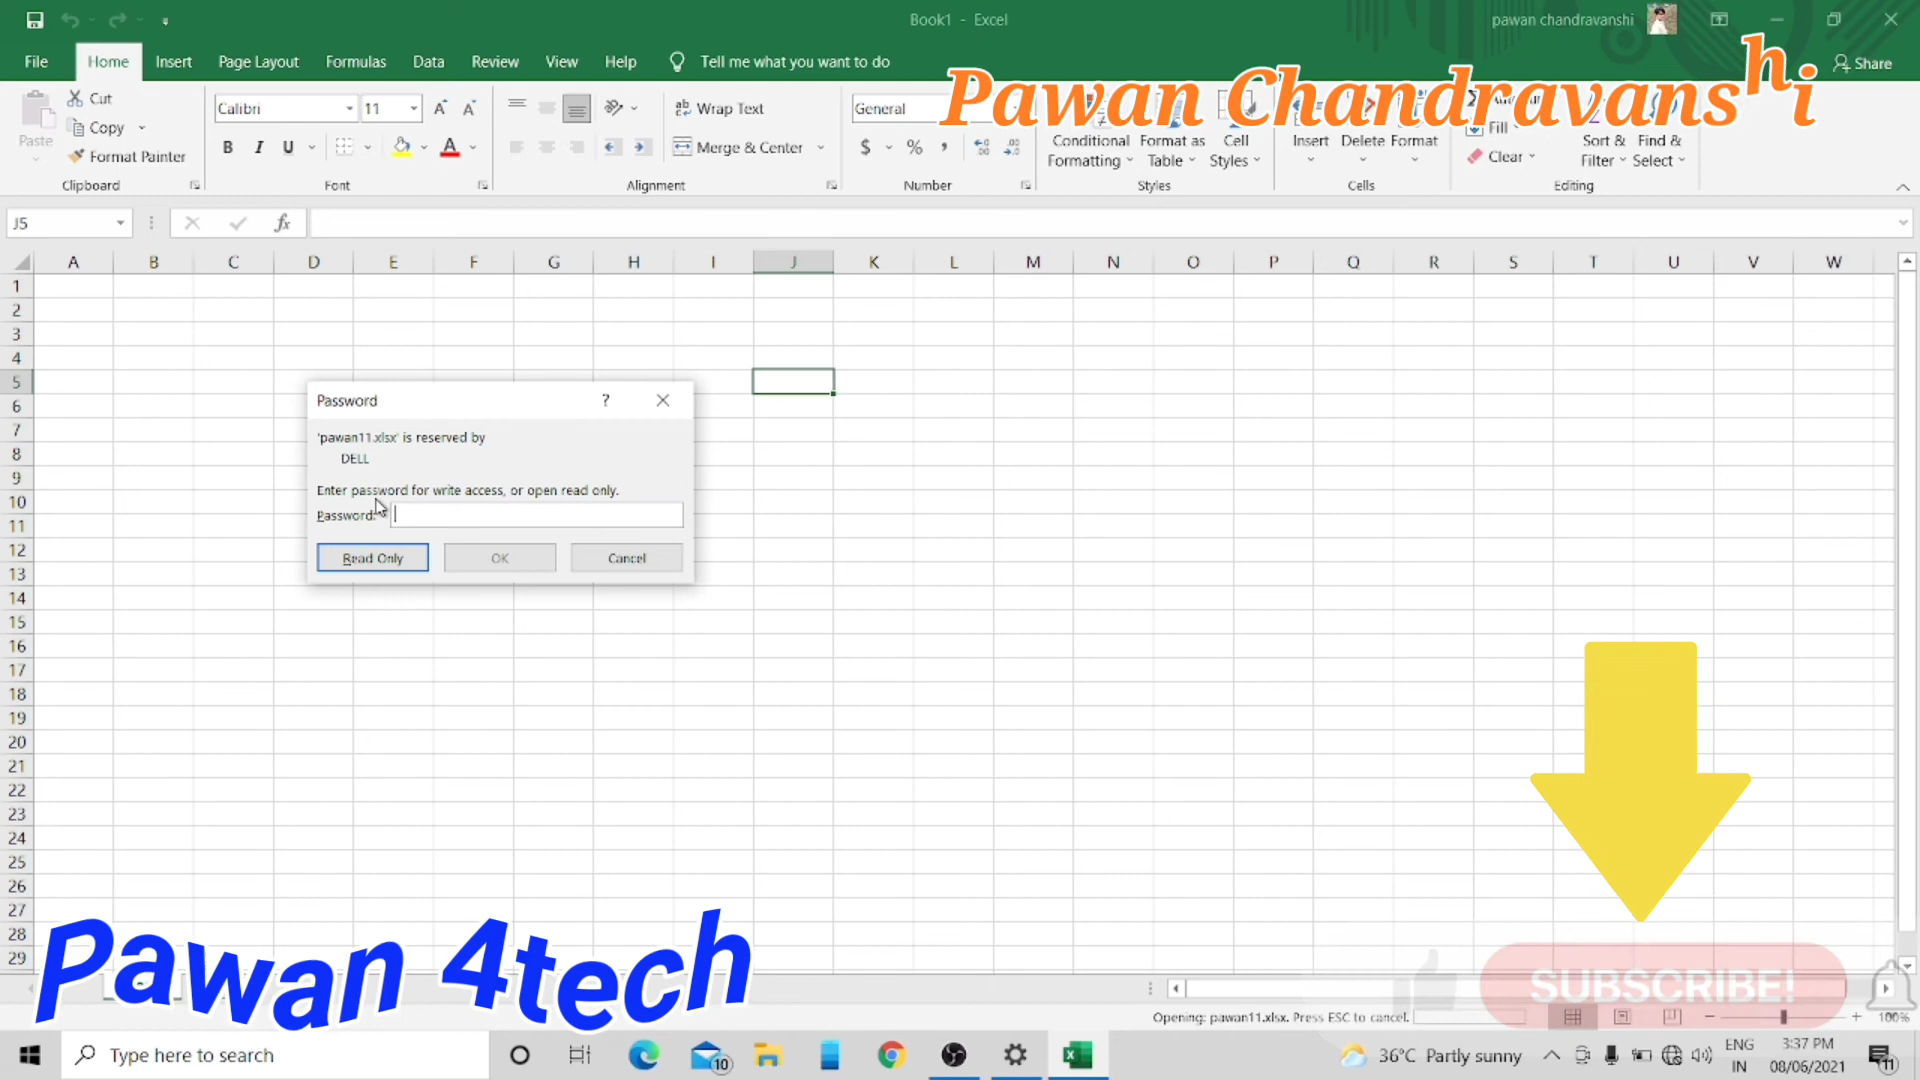 Book1 - Excel
pawan chandravanshi
File Home Insert Page Layout Formulas Data Review View Help Tell me what you want to do
Share
Pawan Chandravanshi
Paste
Cut
Copy
Format Painter
Clipboard
Calibri 11
B I U A
Font
Wrap Text
Merge & Center
Alignment
General
$ % ,
Number
Conditional Formatting
Format as Table
Cell Styles
Styles
Insert Delete Format
Cells
Fill
Clear
Sort & Filter
Find & Select
Editing
J5
fx
A B C D E F G H I J K L M N O P Q R S T U V W
1
2
3
4
5
6
7
8
9
10
11
12
13
14
15
16
17
18
19
20
21
22
23
24
25
26
27
28
29
Password ?
'pawan11.xlsx' is reserved by
DELL
Enter password for write access, or open read only.
Password:
Read Only OK Cancel
Pawan 4tech
SUBSCRIBE!
Opening: pawan11.xlsx. Press ESC to cancel.
100%
Type here to search
10
36°C Partly sunny
ENG
IN
3:37 PM
08/06/2021
11